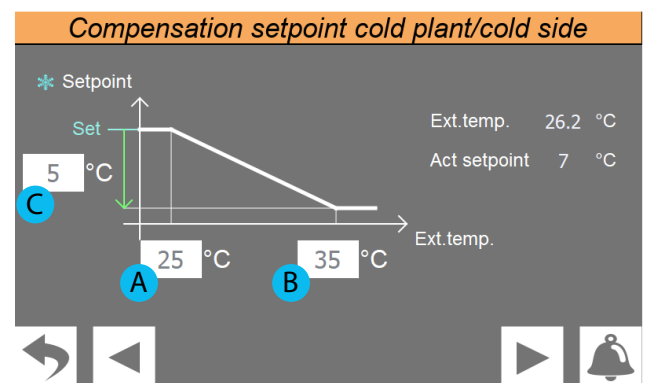 Compensation setpoint cold plant/cold side
Setpoint
Set
5 °C
C
Ext.temp. 26.2 °C
Act setpoint 7 °C
Ext.temp.
25 °C
A
35 °C
B